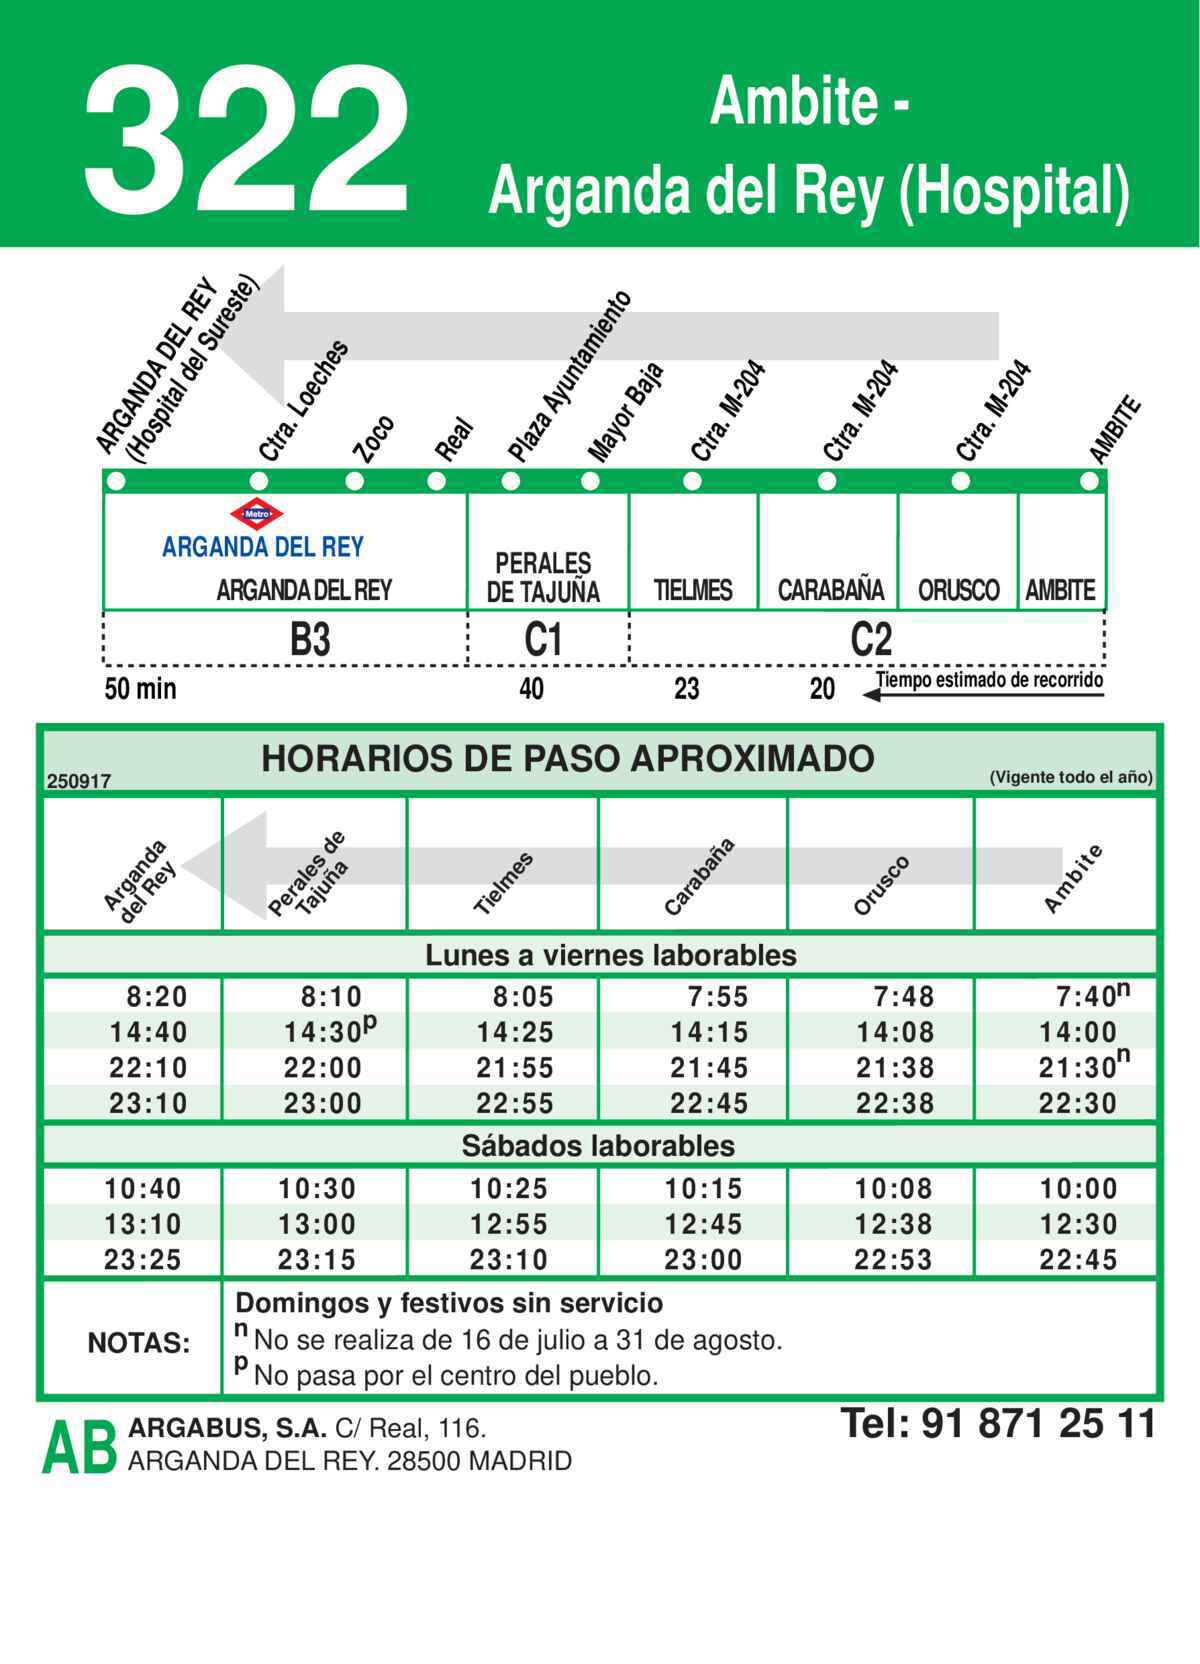 322
Ambite -
Arganda del Rey (Hospital)
ARGANDA DEL REY
(Hospital del Sureste)
Ctra. Loeches
Zoco
Real
Plaza Ayuntamiento
Mayor Baja
Ctra. M-204
Ctra. M-204
Ctra. M-204
AMBITE
Metro
ARGANDA DEL REY
ARGANDA DEL REY
PERALES
DE TAJUÑA
TIELMES
CARABAÑA
ORUSCO
AMBITE
B3 C1 C2
50 min 40 23 20 Tiempo estimado de recorrido
HORARIOS DE PASO APROXIMADO
250917
(Vigente todo el año)
Arganda
del Rey
Perales de
Tajuña
Tielmes
Carabaña
Orusco
Ambite
Lunes a viernes laborables
8:20 8:10 8:05 7:55 7:48 7:40n
14:40 14:30p 14:25 14:15 14:08 14:00
22:10 22:00 21:55 21:45 21:38 21:30n
23:10 23:00 22:55 22:45 22:38 22:30
Sábados laborables
10:40 10:30 10:25 10:15 10:08 10:00
13:10 13:00 12:55 12:45 12:38 12:30
23:25 23:15 23:10 23:00 22:53 22:45
NOTAS:
Domingos y festivos sin servicio
n No se realiza de 16 de julio a 31 de agosto.
p No pasa por el centro del pueblo.
AB
ARGABUS, S.A. C/ Real, 116.
ARGANDA DEL REY. 28500 MADRID
Tel: 91 871 25 11